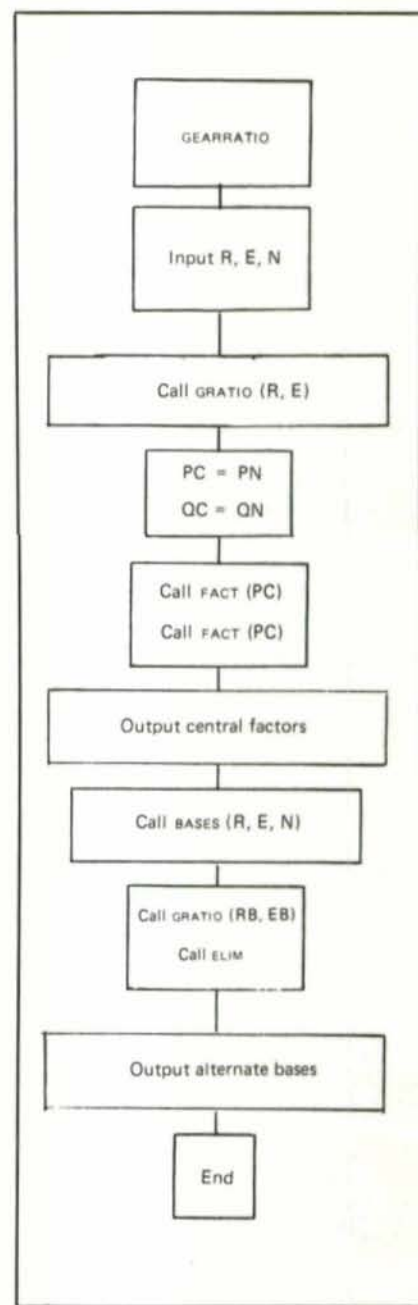 GEARRATIO
Input R, E, N
Call GRATIO (R, E)
PC = PN
QC = QN
Call FACT (PC)
Call FACT (PC)
Output central factors
Call BASES (R, E, N)
Call GRATIO (RB, EB)
Call ELIM
Output alternate bases
End